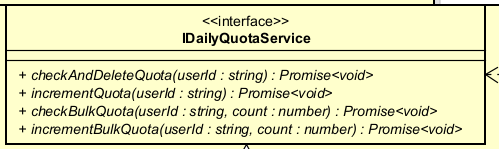 <<interface>>
IDailyQuotaService
+ checkAndDeleteQuota(userId : string) : Promise<void>
+ incrementQuota(userId : string) : Promise<void>
+ checkBulkQuota(userId : string, count : number) : Promise<void>
+ incrementBulkQuota(userId : string, count : number) : Promise<void>